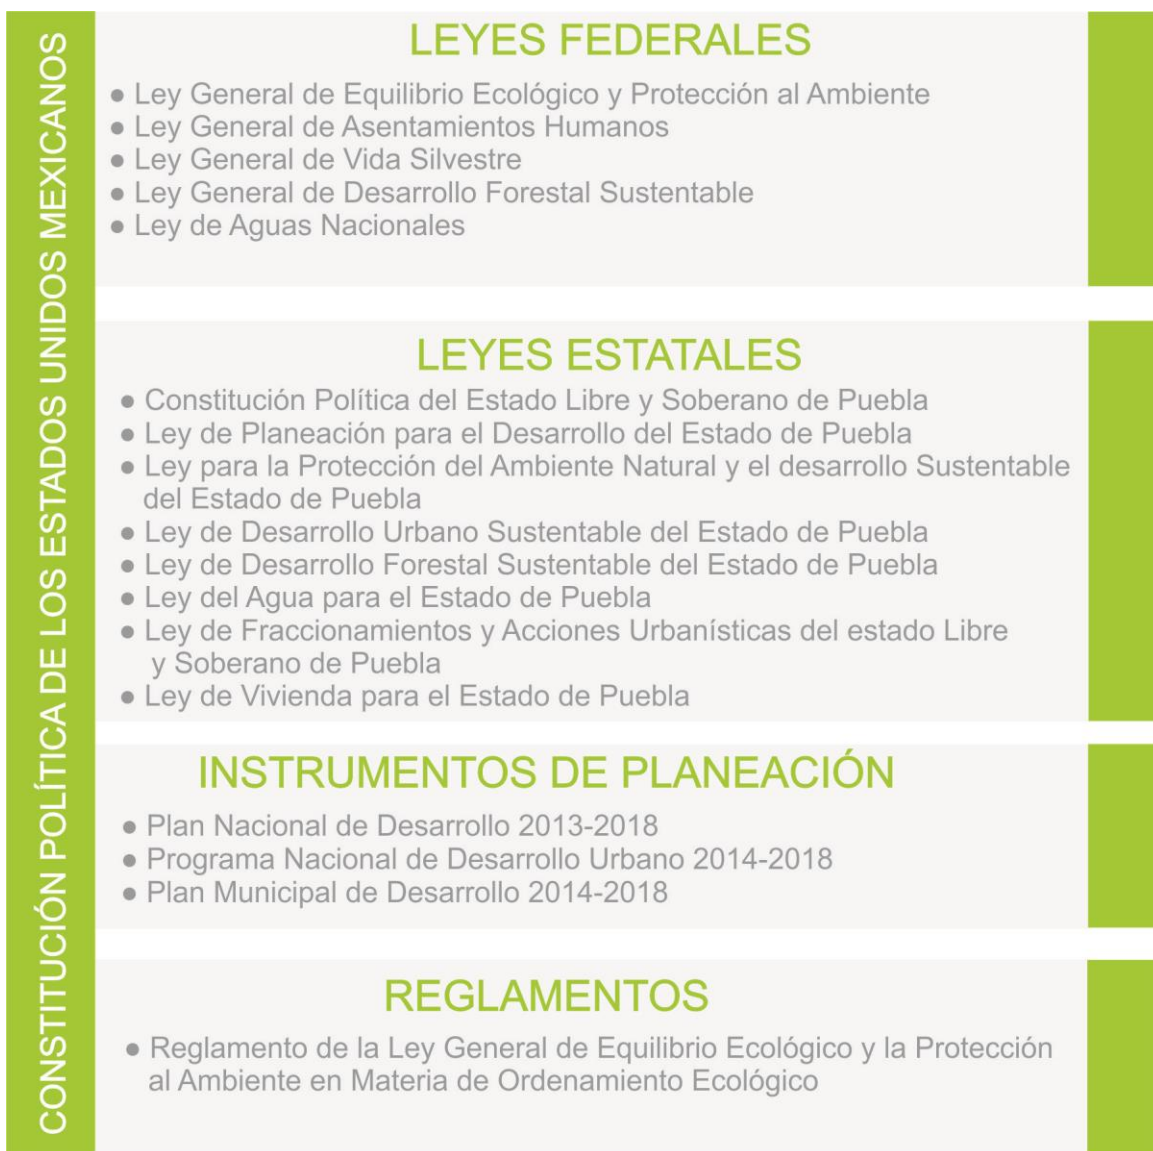 CONSTITUCIÓN POLÍTICA DE LOS ESTADOS UNIDOS MEXICANOS
LEYES FEDERALES
● Ley General de Equilibrio Ecológico y Protección al Ambiente
● Ley General de Asentamientos Humanos
● Ley General de Vida Silvestre
● Ley General de Desarrollo Forestal Sustentable
● Ley de Aguas Nacionales
LEYES ESTATALES
● Constitución Política del Estado Libre y Soberano de Puebla
● Ley de Planeación para el Desarrollo del Estado de Puebla
● Ley para la Protección del Ambiente Natural y el desarrollo Sustentable
del Estado de Puebla
● Ley de Desarrollo Urbano Sustentable del Estado de Puebla
● Ley de Desarrollo Forestal Sustentable del Estado de Puebla
● Ley del Agua para el Estado de Puebla
● Ley de Fraccionamientos y Acciones Urbanísticas del estado Libre
y Soberano de Puebla
● Ley de Vivienda para el Estado de Puebla
INSTRUMENTOS DE PLANEACIÓN
● Plan Nacional de Desarrollo 2013-2018
● Programa Nacional de Desarrollo Urbano 2014-2018
● Plan Municipal de Desarrollo 2014-2018
REGLAMENTOS
● Reglamento de la Ley General de Equilibrio Ecológico y la Protección
al Ambiente en Materia de Ordenamiento Ecológico